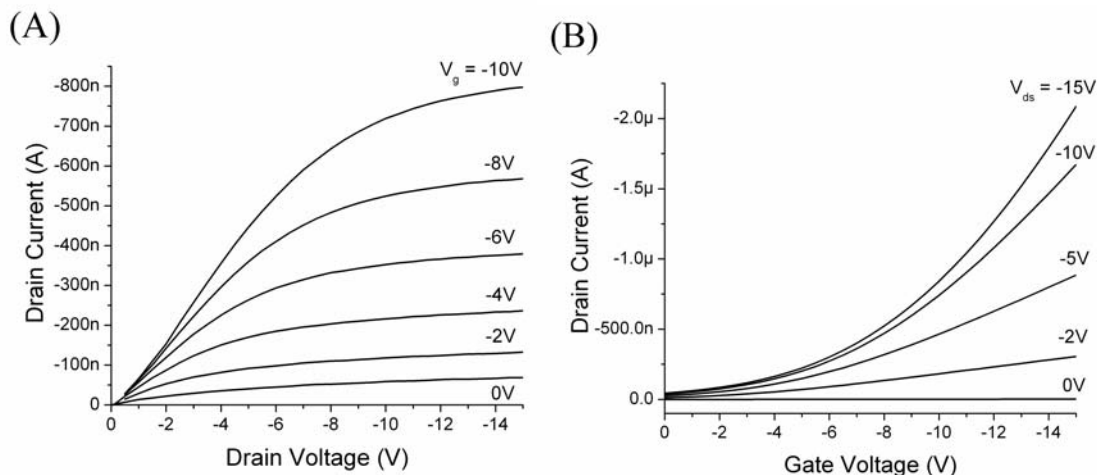 (A)
Drain Current (A)
-800n
-700n
-600n
-500n
-400n
-300n
-200n
-100n
0
V_g = -10V
-8V
-6V
-4V
-2V
0V
0 -2 -4 -6 -8 -10 -12 -14
Drain Voltage (V)
(B)
Drain Current (A)
-2.0µ
-1.5µ
-1.0µ
-500.0n
0.0
V_ds = -15V
-10V
-5V
-2V
0V
0 -2 -4 -6 -8 -10 -12 -14
Gate Voltage (V)